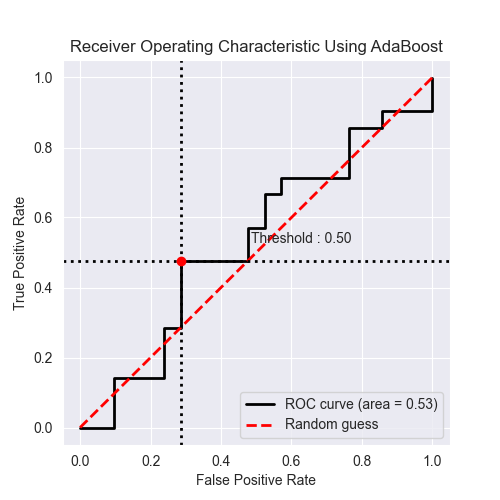 Receiver Operating Characteristic Using AdaBoost
True Positive Rate
1.0
0.8
0.6
0.4
0.2
0.0
Threshold : 0.50
ROC curve (area = 0.53)
Random guess
0.0 0.2 0.4 0.6 0.8 1.0
False Positive Rate